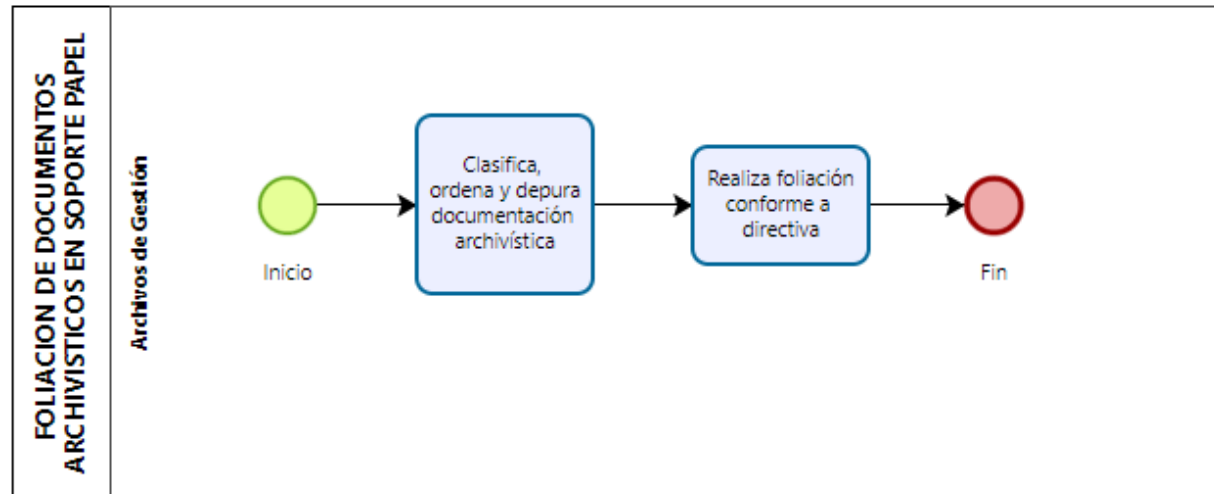 FOLIACION DE DOCUMENTOS
ARCHIVISTICOS EN SOPORTE PAPEL
Archivos de Gestión
Inicio
Clasifica,
ordena y depura
documentación
archivística
Realiza foliación
conforme a
directiva
Fin